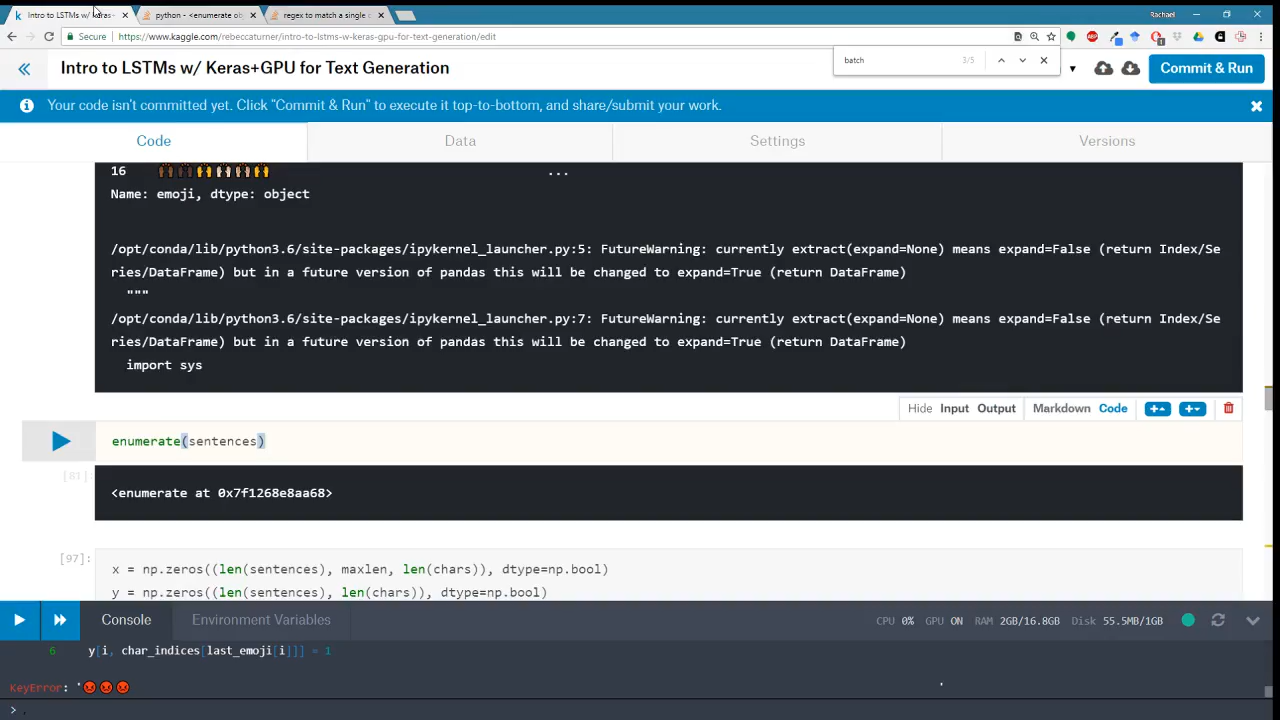 Intro to LSTMs w/ Keras+
python - <enumerate ob
regex to match a single c
Rachael
Secure
https://www.kaggle.com/rebeccaturner/intro-to-lstms-w-keras-gpu-for-text-generation/edit
Intro to LSTMs w/ Keras+GPU for Text Generation
batch 3/5
Commit & Run
Your code isn't committed yet. Click "Commit & Run" to execute it top-to-bottom, and share/submit your work.
Code Data Settings Versions
16 🙌🏾🙌🏿🙌🙌🏻🙌🏼🙌 ...
Name: emoji, dtype: object
/opt/conda/lib/python3.6/site-packages/ipykernel_launcher.py:5: FutureWarning: currently extract(expand=None) means expand=False (return Index/Se
ries/DataFrame) but in a future version of pandas this will be changed to expand=True (return DataFrame)
"""
/opt/conda/lib/python3.6/site-packages/ipykernel_launcher.py:7: FutureWarning: currently extract(expand=None) means expand=False (return Index/Se
ries/DataFrame) but in a future version of pandas this will be changed to expand=True (return DataFrame)
import sys
Hide Input Output Markdown Code
enumerate(sentences)
[81]
<enumerate at 0x7f1268e8aa68>
[97]:
x = np.zeros((len(sentences), maxlen, len(chars)), dtype=np.bool)
y = np.zeros((len(sentences), len(chars)), dtype=np.bool)
Console Environment Variables CPU 0% GPU ON RAM 2GB/16.8GB Disk 55.5MB/1GB
6 y[i, char_indices[last_emoji[i]]] = 1
KeyError: '😡😡😡 '
>